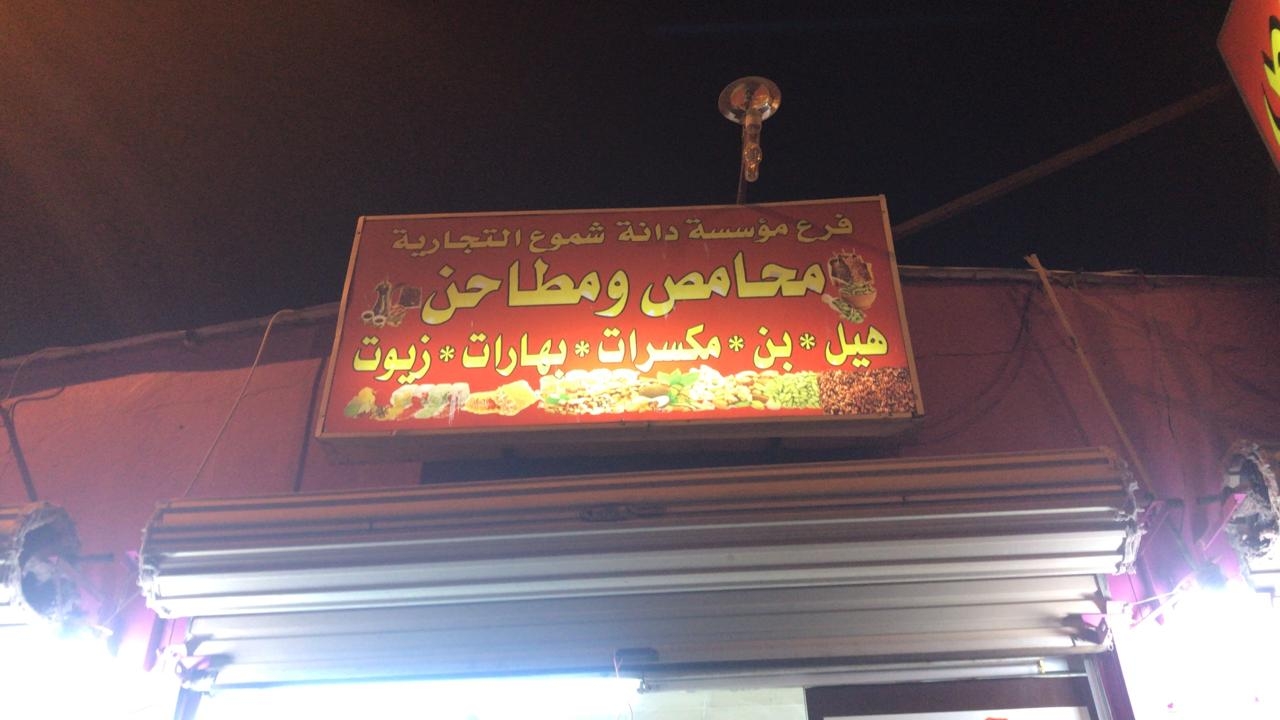 فرع مؤسسة دانة شموع التجارية
محامص ومطاحن
هيل * بن * مكسرات * بهارات * زيوت